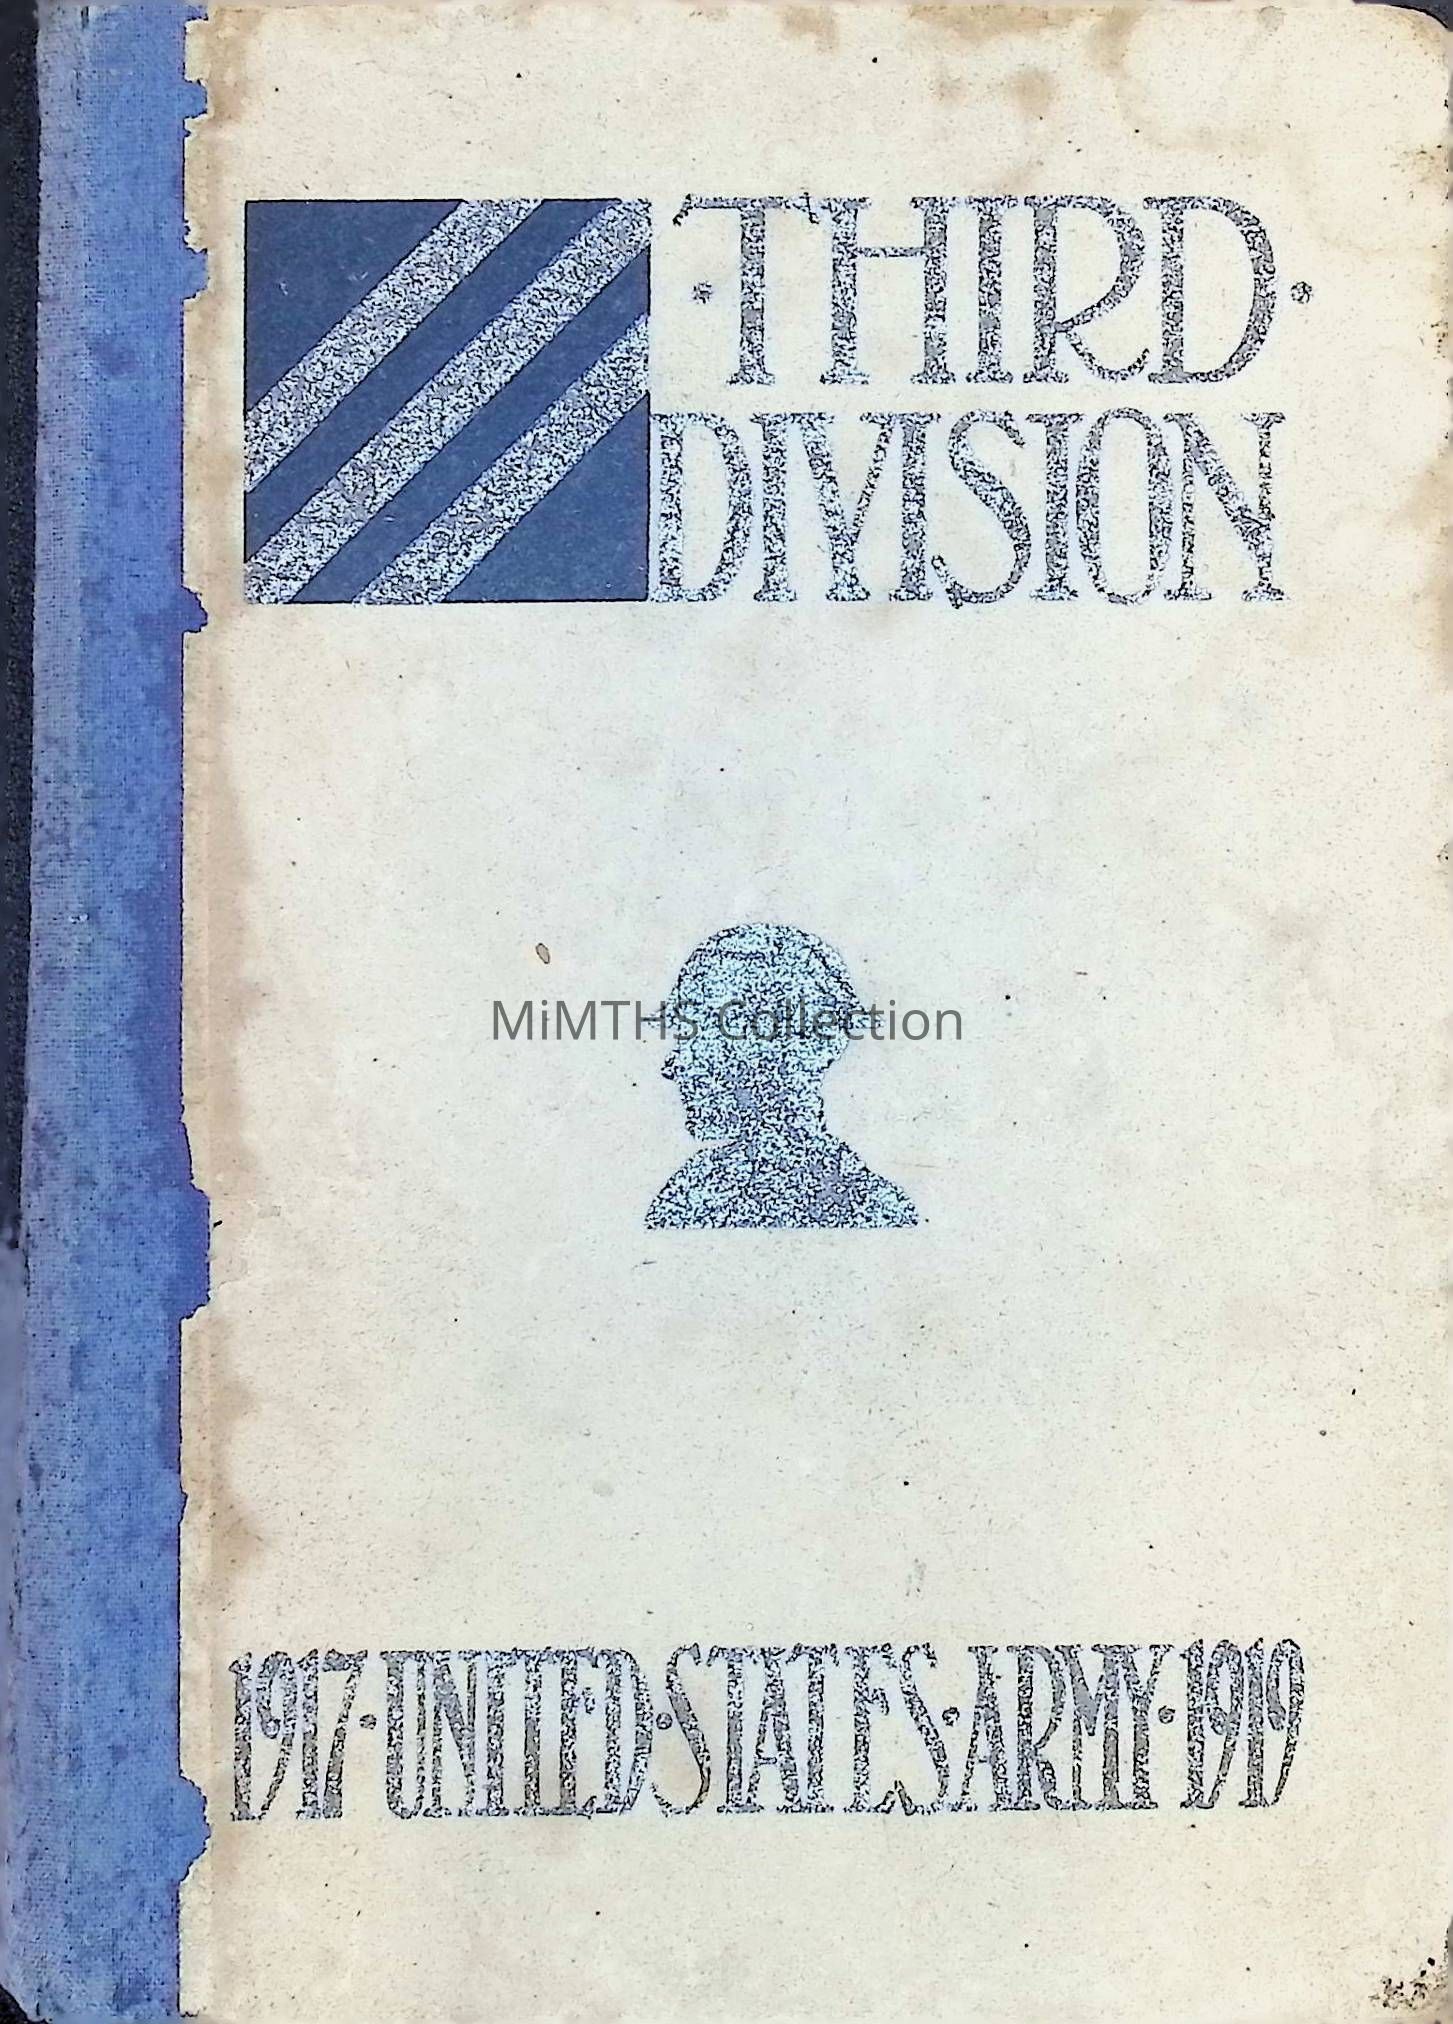 ·THIRD·
DIVISION
MiMTHS Collection
1917·UNITED·STATES·ARMY·1919